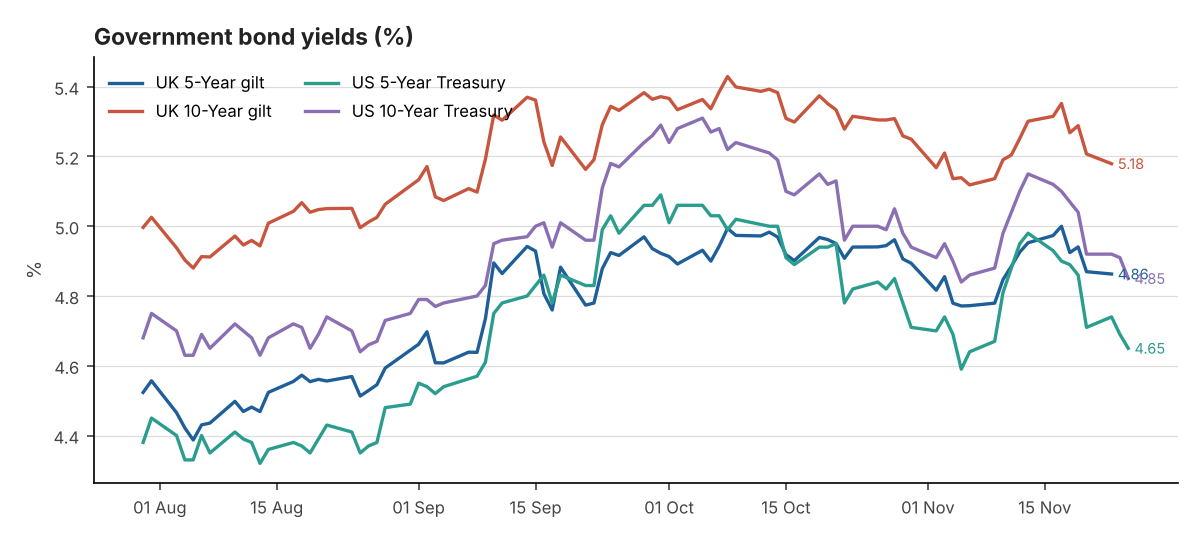 Government bond yields (%)
UK 5-Year gilt
US 5-Year Treasury
UK 10-Year gilt
US 10-Year Treasury
5.4
5.2
5.0
4.8
4.6
4.4
%
5.18
4.86
4.85
4.65
01 Aug
15 Aug
01 Sep
15 Sep
01 Oct
15 Oct
01 Nov
15 Nov